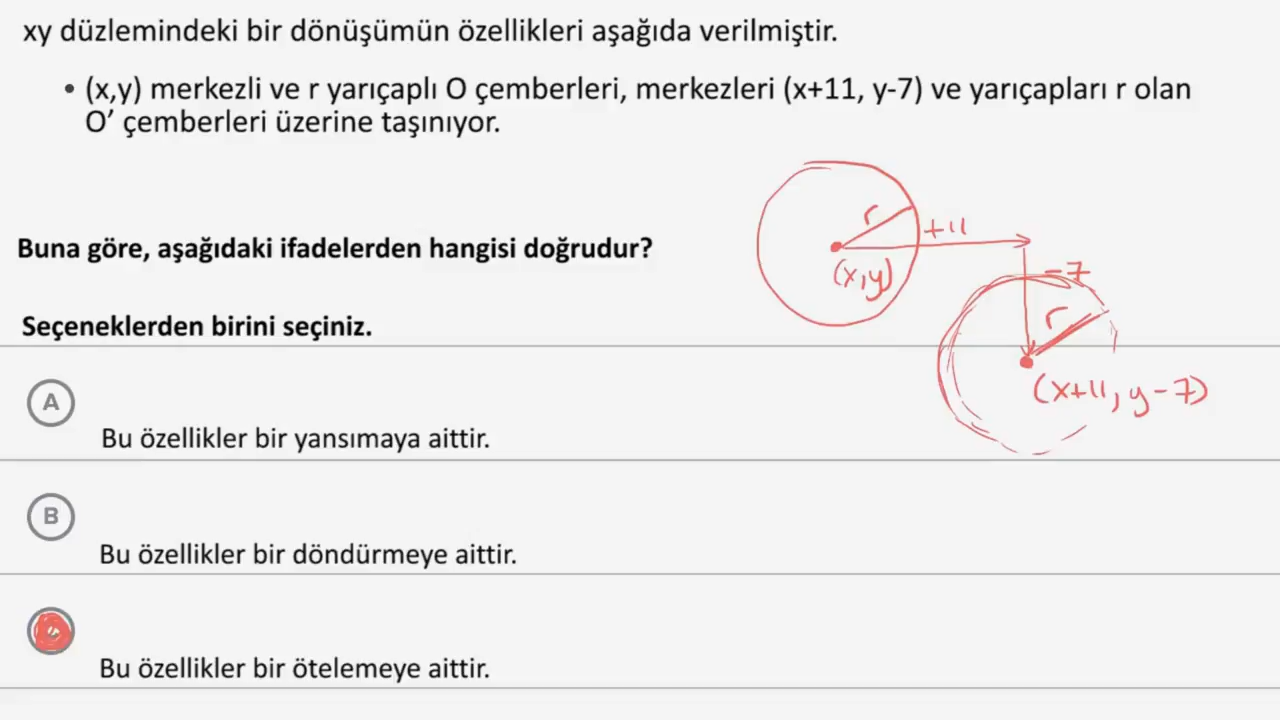 xy düzlemindeki bir dönüşümün özellikleri aşağıda verilmiştir.
• (x,y) merkezli ve r yarıçaplı O çemberleri, merkezleri (x+11, y-7) ve yarıçapları r olan
O’ çemberleri üzerine taşınıyor.
r
+11
(x,y)
-7
Buna göre, aşağıdaki ifadelerden hangisi doğrudur?
r
Seçeneklerden birini seçiniz.
(x+11, y-7)
A
Bu özellikler bir yansımaya aittir.
B
Bu özellikler bir döndürmeye aittir.
C
Bu özellikler bir ötelemeye aittir.